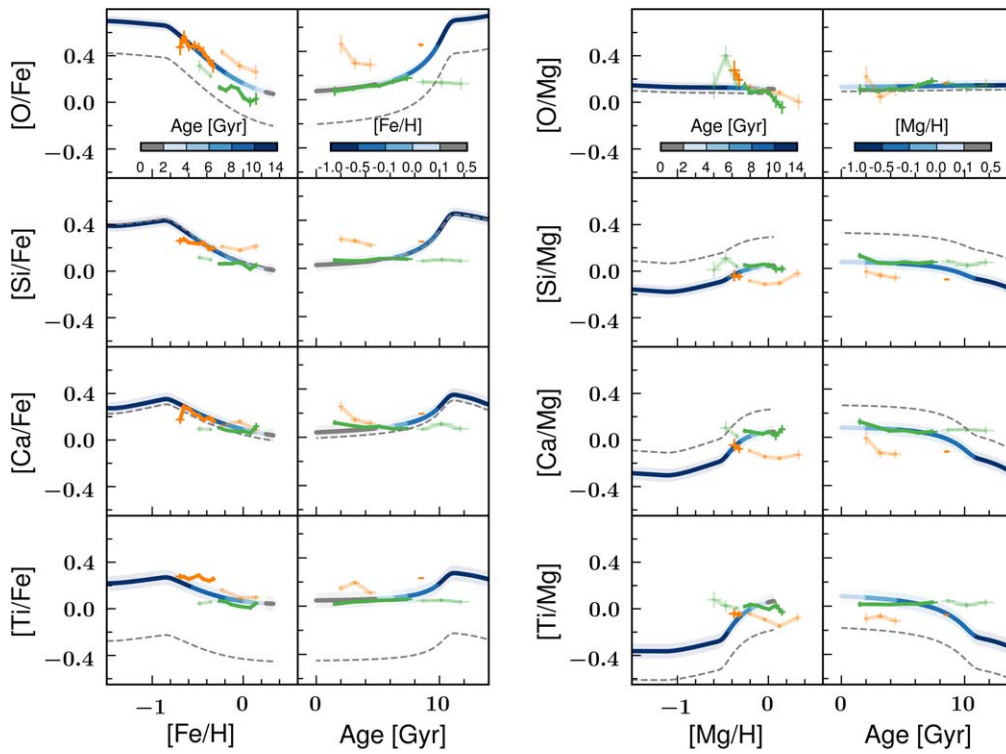 [O/Fe]
0.4
0.0
−0.4
Age [Gyr]
0 2 4 6 8 10 14
[Fe/H]
-1.0 -0.5 -0.1 0.0 0.1 0.5
[O/Mg]
0.4
0.0
−0.4
Age [Gyr]
0 2 4 6 8 10 14
[Mg/H]
-1.0 -0.5 -0.1 0.0 0.1 0.5
[Si/Fe]
0.4
0.0
−0.4
[Si/Mg]
0.4
0.0
−0.4
[Ca/Fe]
0.4
0.0
−0.4
[Ca/Mg]
0.4
0.0
−0.4
[Ti/Fe]
0.4
0.0
−0.4
[Ti/Mg]
0.4
0.0
−0.4
−1 0 0 10 −1 0 0 10
[Fe/H] Age [Gyr] [Mg/H] Age [Gyr]